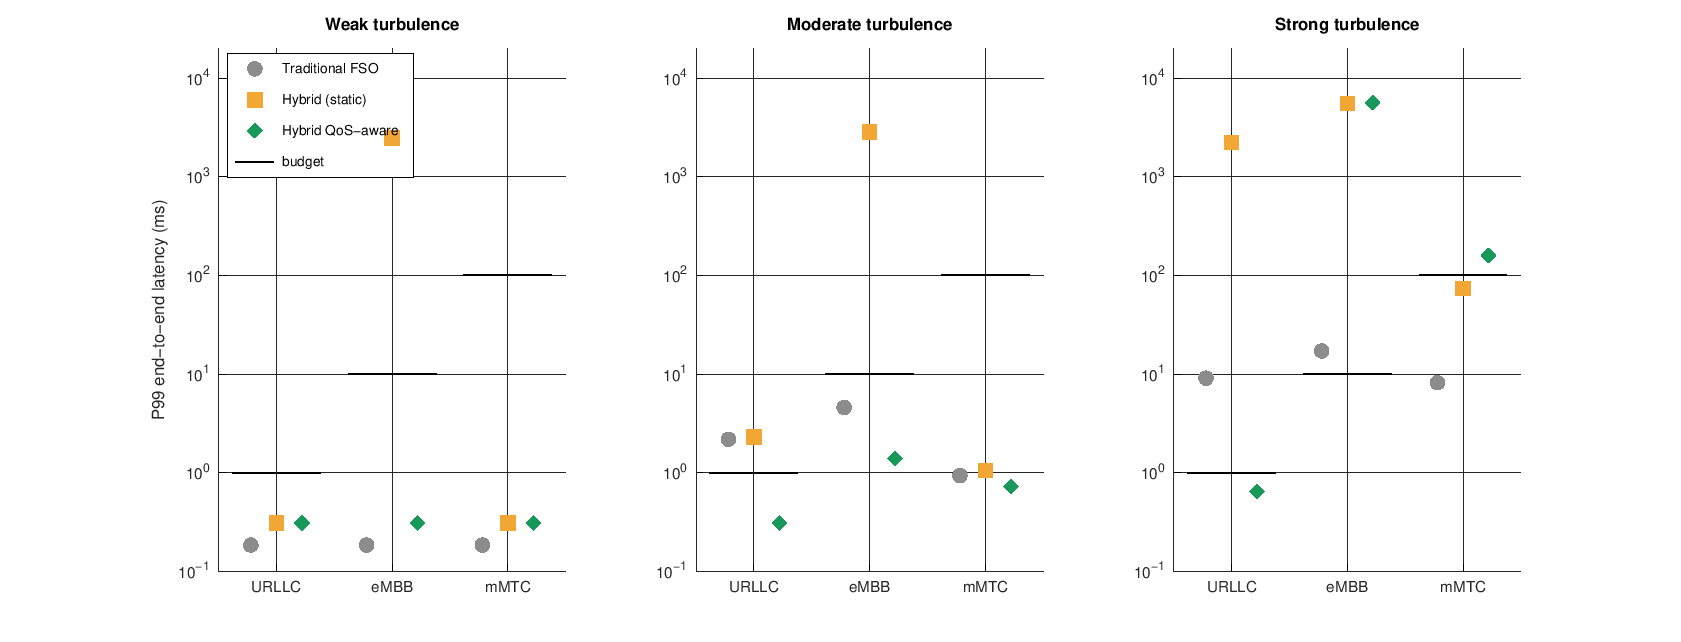 Weak turbulence
Moderate turbulence
Strong turbulence
P99 end−to−end latency (ms)
10^4
10^3
10^2
10^1
10^0
10^−1
Traditional FSO
Hybrid (static)
Hybrid QoS−aware
budget
URLLC
eMBB
mMTC
10^4
10^3
10^2
10^1
10^0
10^−1
URLLC
eMBB
mMTC
10^4
10^3
10^2
10^1
10^0
10^−1
URLLC
eMBB
mMTC